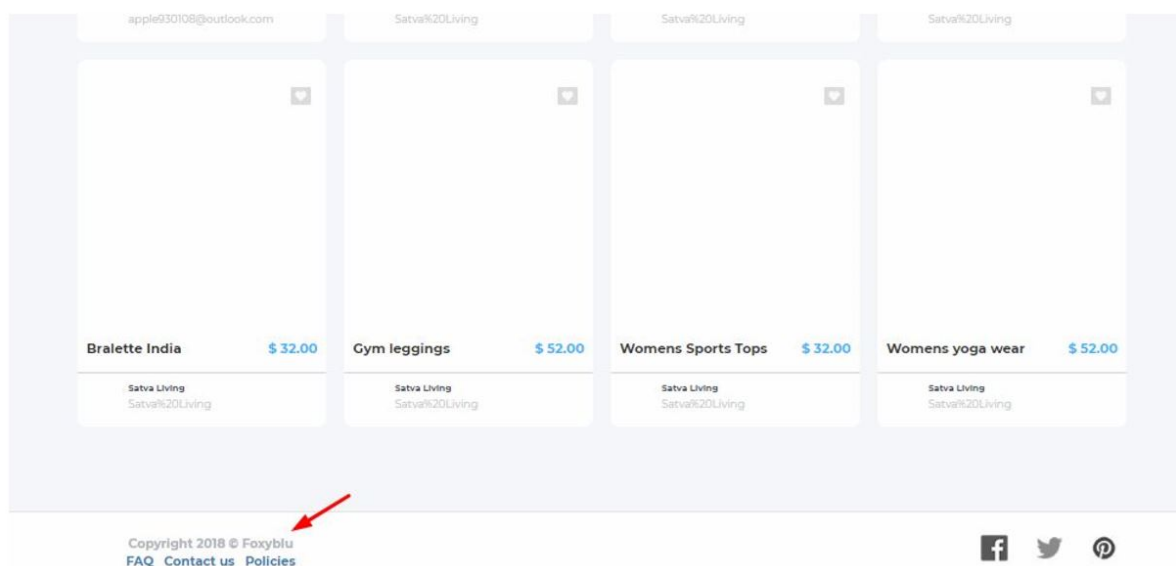 apple930108@outlook.com Satva%20Living Satva%20Living Satva%20Living
Bralette India $ 32.00 Gym leggings $ 52.00 Womens Sports Tops $ 32.00 Womens yoga wear $ 52.00
Satva Living Satva Living Satva Living Satva Living
Satva%20Living Satva%20Living Satva%20Living Satva%20Living
Copyright 2018 © Foxyblu
FAQ Contact us Policies